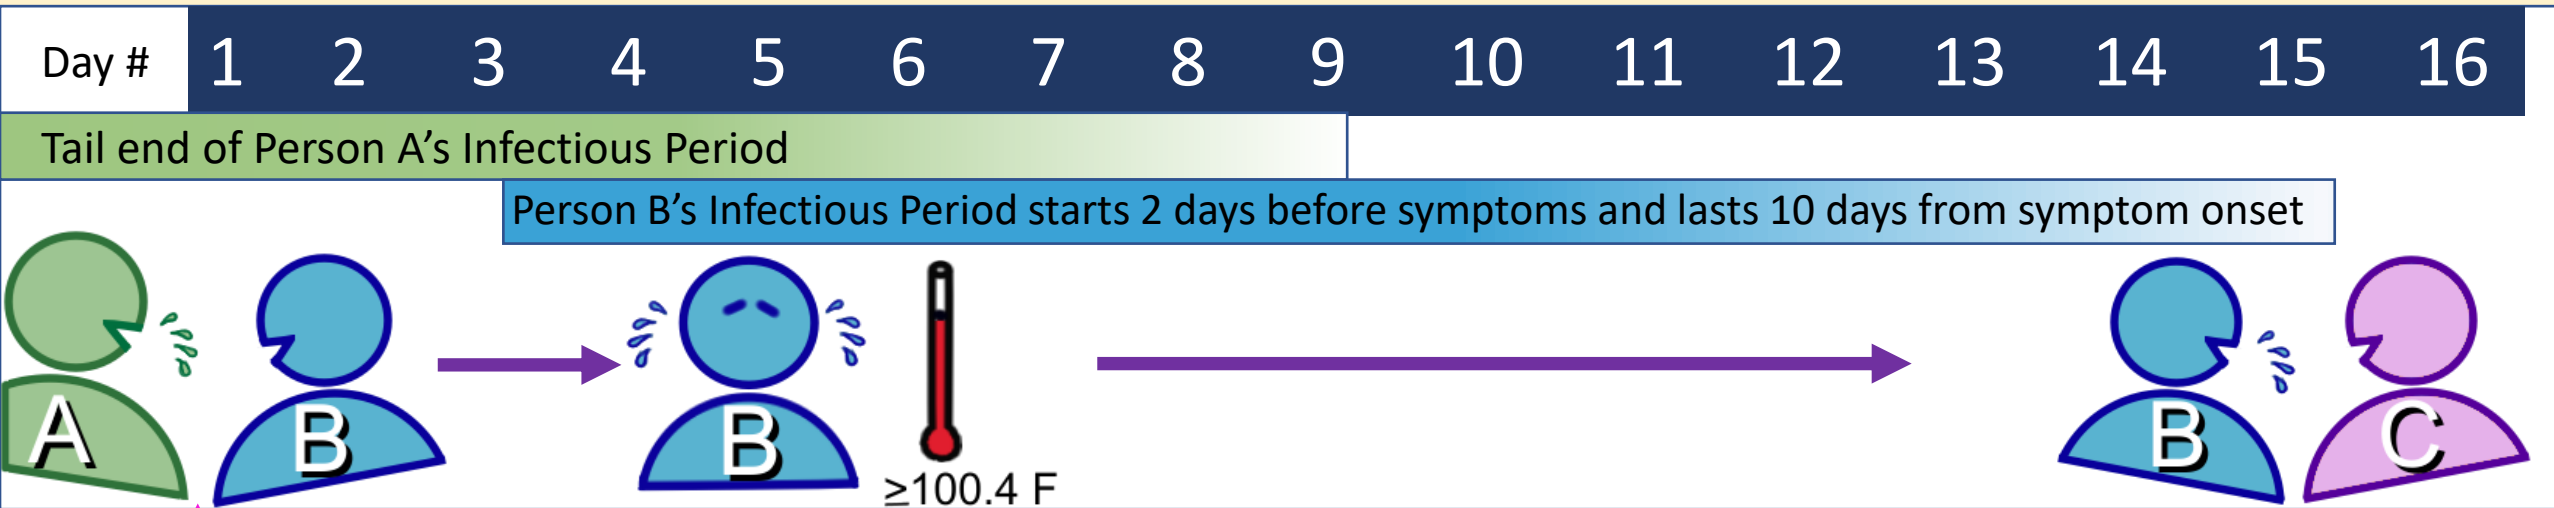 Day # 1 2 3 4 5 6 7 8 9 10 11 12 13 14 15 16
Tail end of Person A’s Infectious Period
Person B’s Infectious Period starts 2 days before symptoms and lasts 10 days from symptom onset
A B B B C
≥100.4 F